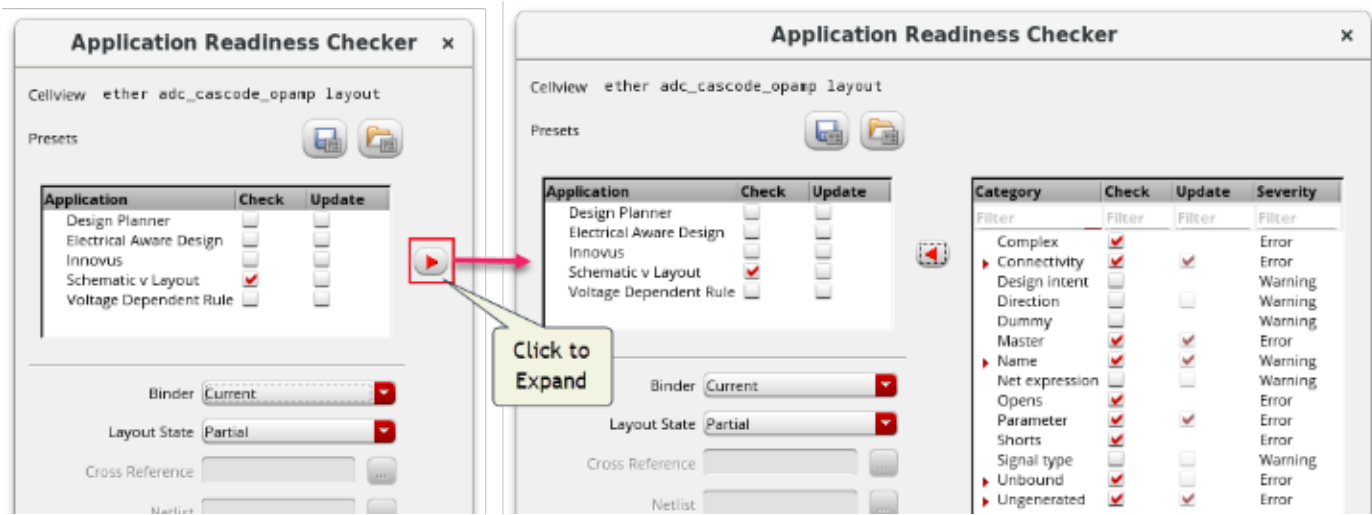 Application Readiness Checker ×
Cellview ether adc_cascode_opamp layout
Presets
Application Check Update
Design Planner
Electrical Aware Design
Innovus
Schematic v Layout
Voltage Dependent Rule
Binder Current
Layout State Partial
Cross Reference ...
Netlist
Click to
Expand
Application Readiness Checker ×
Cellview ether adc_cascode_opamp layout
Presets
Application Check Update
Design Planner
Electrical Aware Design
Innovus
Schematic v Layout
Voltage Dependent Rule
Binder Current
Layout State Partial
Cross Reference ...
Netlist ...
Category Check Update Severity
Filter Filter Filter Filter
Complex Error
Connectivity Error
Design intent Warning
Direction Warning
Dummy Warning
Master Error
Name Warning
Net expression Warning
Opens Error
Parameter Error
Shorts Error
Signal type Warning
Unbound Error
Ungenerated Error